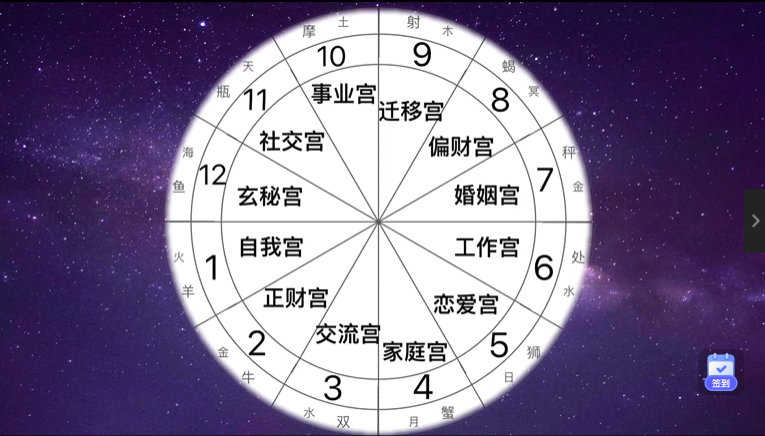 摩 土
10
事业宫
射 木
9
迁移宫
蝎 冥
8
偏财宫
秤 金
7
婚姻宫
处 水
6
工作宫
狮 日
5
恋爱宫
蟹 月
4
家庭宫
双 水
3
交流宫
牛 金
2
正财宫
羊 火
1
自我宫
鱼 海
12
玄秘宫
瓶 天
11
社交宫
签到